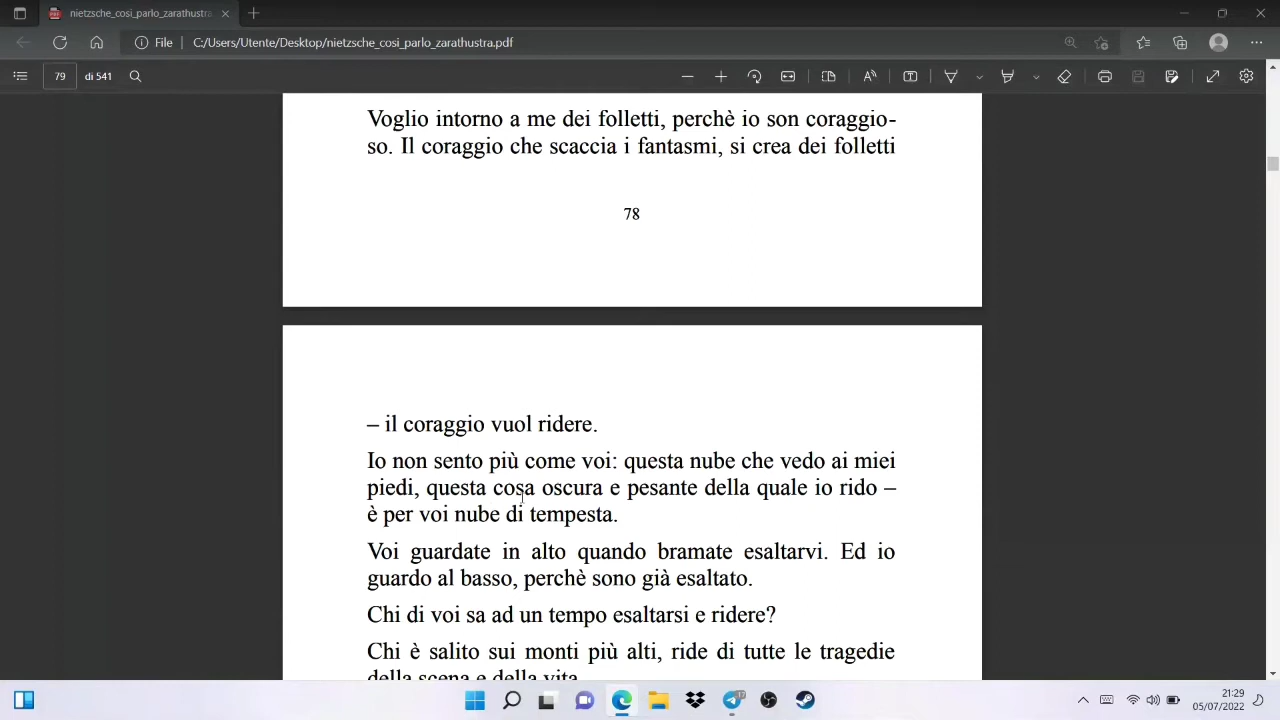 nietzsche_cosi_parlo_zarathustra
File
C:/Users/Utente/Desktop/nietzsche_cosi_parlo_zarathustra.pdf
79
di 541
Voglio intorno a me dei folletti, perchè io son coraggio-
so. Il coraggio che scaccia i fantasmi, si crea dei folletti
78
– il coraggio vuol ridere.
Io non sento più come voi: questa nube che vedo ai miei
piedi, questa cosa oscura e pesante della quale io rido –
è per voi nube di tempesta.
Voi guardate in alto quando bramate esaltarvi. Ed io
guardo al basso, perchè sono già esaltato.
Chi di voi sa ad un tempo esaltarsi e ridere?
Chi è salito sui monti più alti, ride di tutte le tragedie
della scena e della vita
21:29
05/07/2022